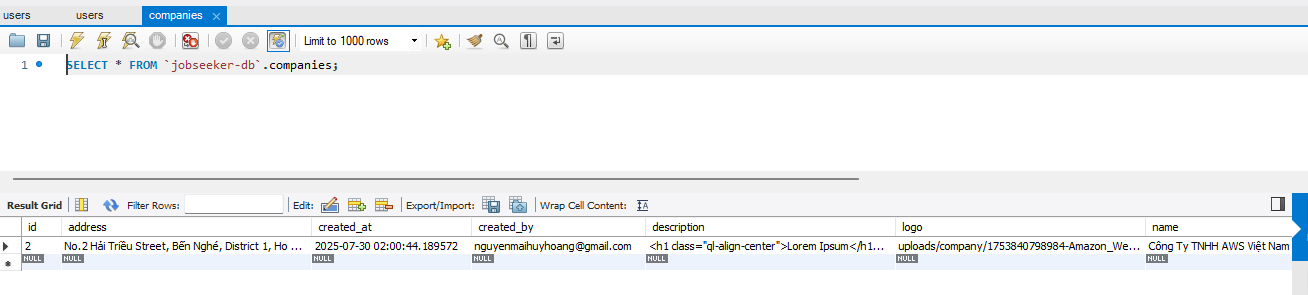 users users companies
Limit to 1000 rows
1 SELECT * FROM `jobseeker-db`.companies;
Result Grid Filter Rows: Edit: Export/Import: Wrap Cell Content:
id address created_at created_by description logo name
2 No.2 Hải Triều Street, Bến Nghé, District 1, Ho ... 2025-07-30 02:00:44.189572 nguyenmaihuyhoang@gmail.com <h1 class="ql-align-center">Lorem Ipsum</h1... uploads/company/1753840798984-Amazon_We... Công Ty TNHH AWS Việt Nam
NULL NULL NULL NULL NULL NULL NULL